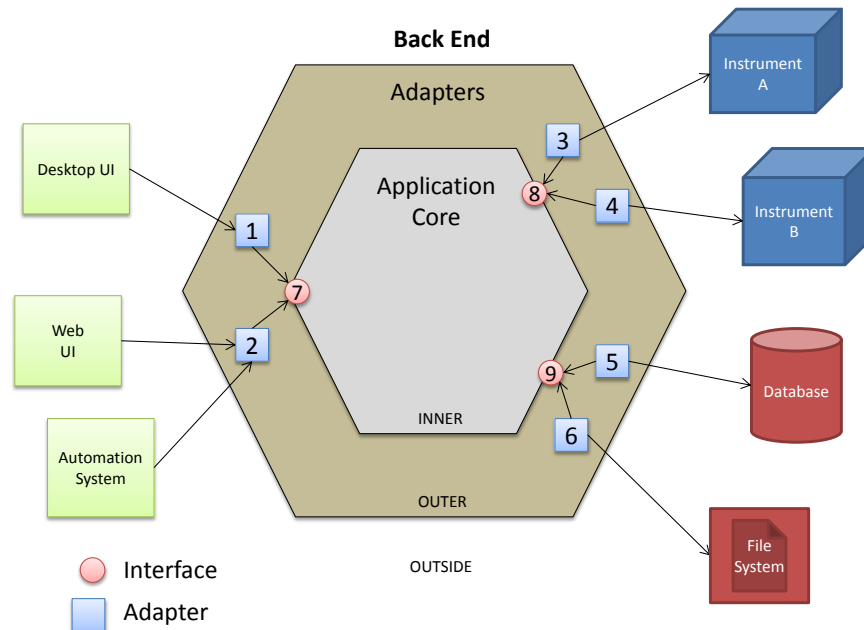 Back End
Adapters
Instrument
A
3
Desktop UI
Application
Core
8
4
Instrument
B
1
7
Web
UI
2
5
9
Database
INNER
6
Automation
System
OUTER
File
System
OUTSIDE
Interface
Adapter